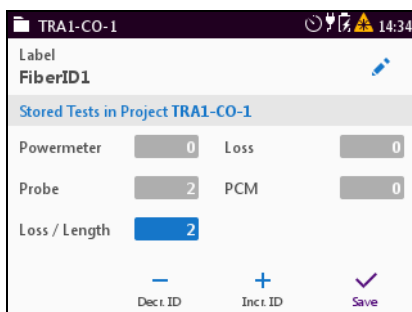 TRA1-CO-1 14:34
Label
FiberID1
Stored Tests in Project TRA1-CO-1
Powermeter 0 Loss 0
Probe 2 PCM 0
Loss / Length 2
Decr. ID Incr. ID Save